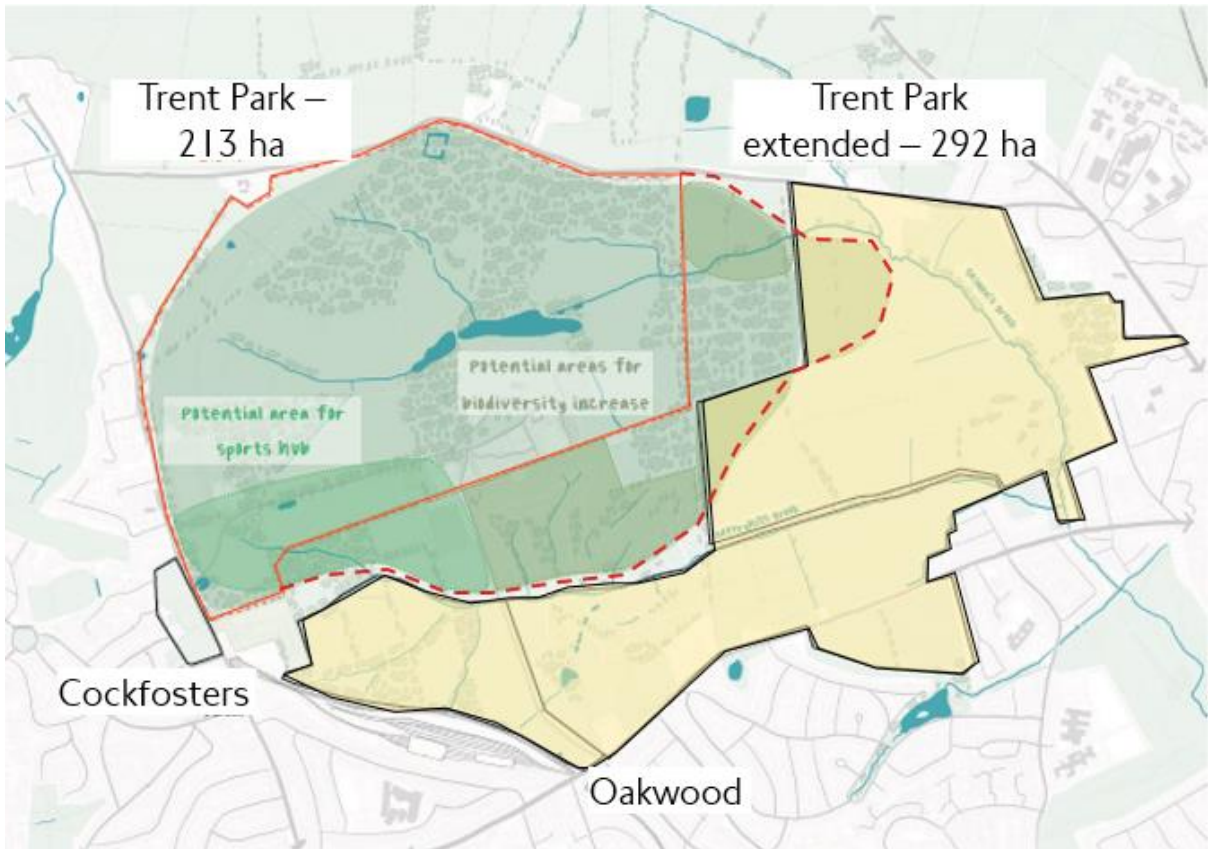 Trent Park –
213 ha
Trent Park
extended – 292 ha
Potential areas for
biodiversity increase
Potential area for
sports hub
Cockfosters
Oakwood